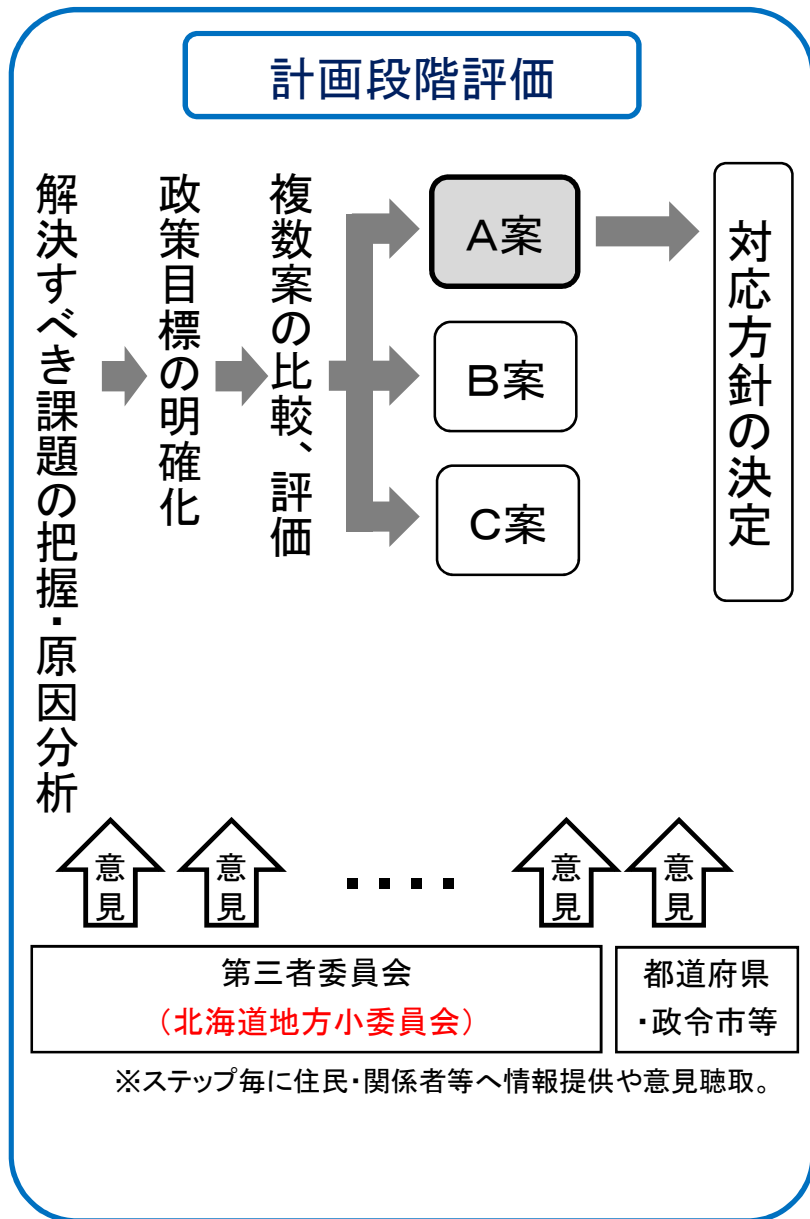 計画段階評価
解決すべき課題の把握・原因分析
政策目標の明確化
複数案の比較、評価
A案
B案
C案
対応方針の決定
意見
意見
・・・・
意見
意見
第三者委員会
（北海道地方小委員会）
都道府県
・政令市等
※ステップ毎に住民・関係者等へ情報提供や意見聴取。